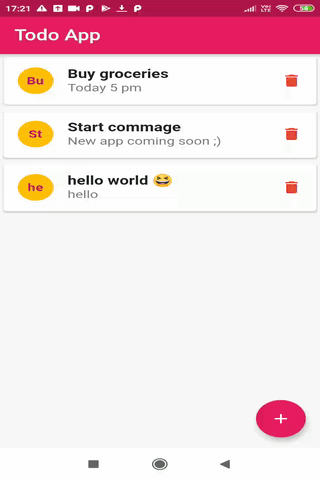 17:21
58
Todo App
Bu
Buy groceries
Today 5 pm
St
Start commage
New app coming soon ;)
he
hello world 😆
hello